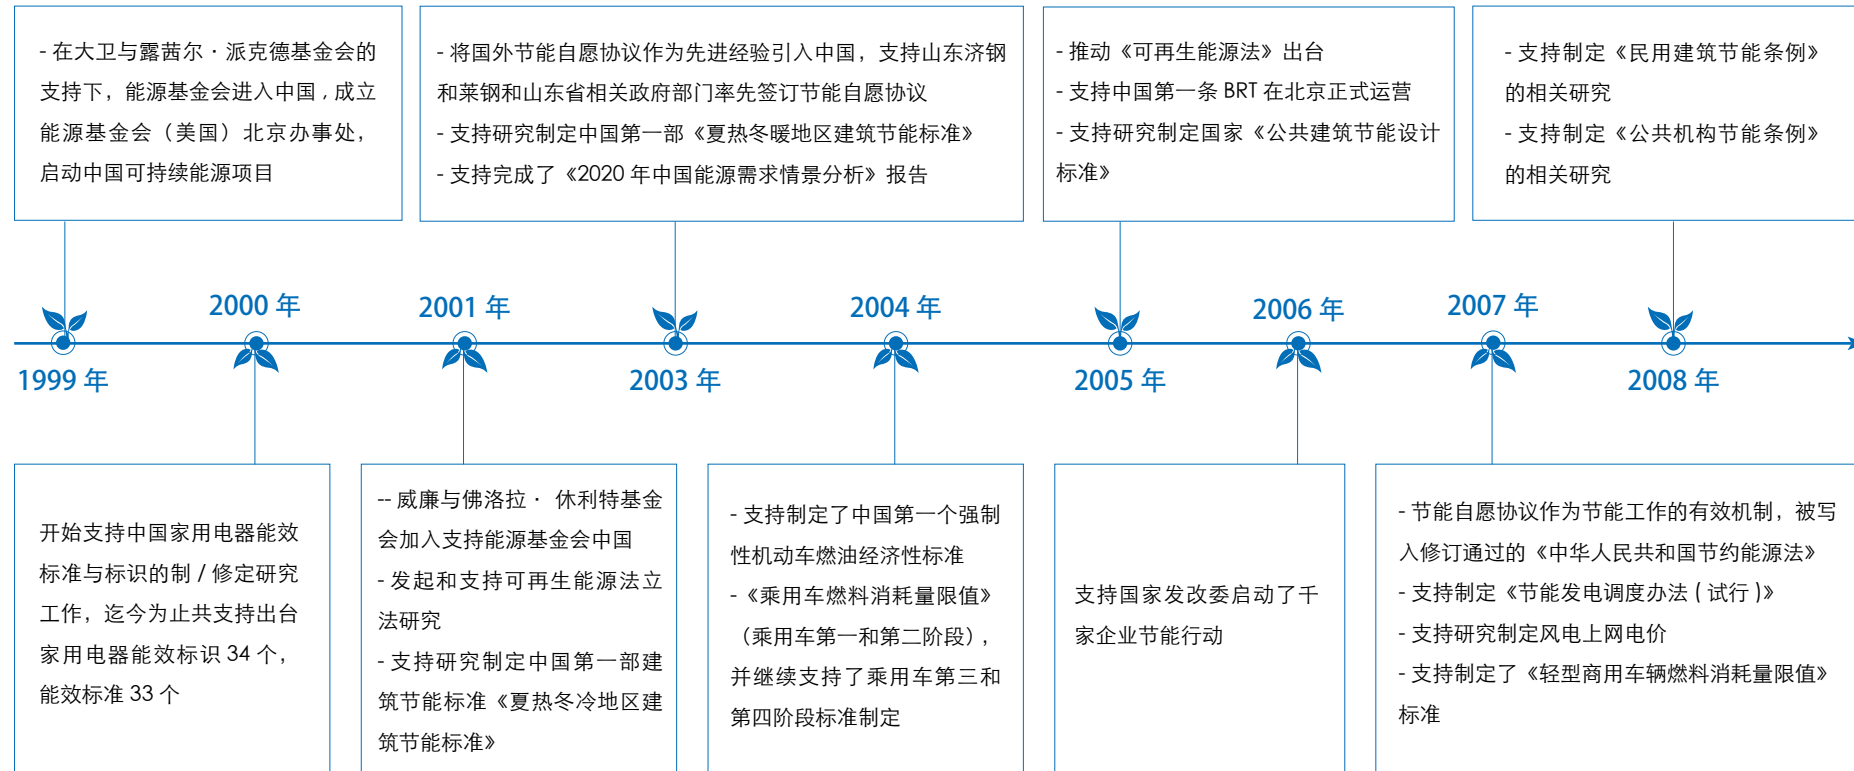 - 在大卫与露茜尔·派克德基金会的
支持下，能源基金会进入中国，成立
能源基金会（美国）北京办事处，
启动中国可持续能源项目
- 将国外节能自愿协议作为先进经验引入中国，支持山东济钢
和莱钢和山东省相关政府部门率先签订节能自愿协议
- 支持研究制定中国第一部《夏热冬暖地区建筑节能标准》
- 支持完成了《2020 年中国能源需求情景分析》报告
- 推动《可再生能源法》出台
- 支持中国第一条 BRT 在北京正式运营
- 支持研究制定国家《公共建筑节能设计
标准》
- 支持制定《民用建筑节能条例》
的相关研究
- 支持制定《公共机构节能条例》
的相关研究
1999 年
2000 年
2001 年
2003 年
2004 年
2005 年
2006 年
2007 年
2008 年
开始支持中国家用电器能效
标准与标识的制 / 修定研究
工作，迄今为止共支持出台
家用电器能效标识 34 个，
能效标准 33 个
-- 威廉与佛洛拉· 休利特基金
会加入支持能源基金会中国
- 发起和支持可再生能源法立
法研究
- 支持研究制定中国第一部建
筑节能标准《夏热冬冷地区建
筑节能标准》
- 支持制定了中国第一个强制
性机动车燃油经济性标准
-《乘用车燃料消耗量限值》
（乘用车第一和第二阶段），
并继续支持了乘用车第三和
第四阶段标准制定
支持国家发改委启动了千
家企业节能行动
- 节能自愿协议作为节能工作的有效机制，被写
入修订通过的《中华人民共和国节约能源法》
- 支持制定《节能发电调度办法 ( 试行 )》
- 支持研究制定风电上网电价
- 支持制定了《轻型商用车辆燃料消耗量限值》
标准